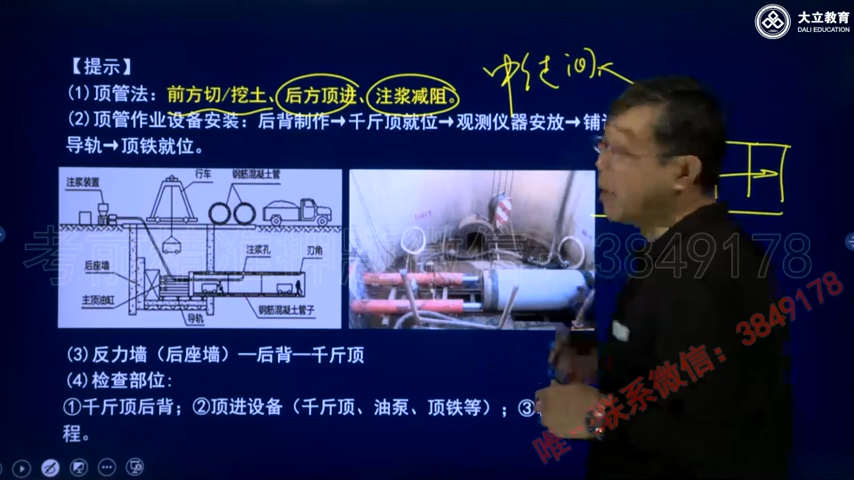 大立教育
DALI EDUCATION
【提示】
(1)顶管法：前方切/挖土、后方顶进、注浆减阻。
(2)顶管作业设备安装：后背制作→千斤顶就位→观测仪器安放→铺
导轨→顶铁就位。
注浆装置
行车
钢筋混凝土管
注浆孔
刃角
后座墙
主顶油缸
导轨
钢筋混凝土管子
(3)反力墙（后座墙）—后背—千斤顶
(4)检查部位:
①千斤顶后背；②顶进设备（千斤顶、油泵、顶铁等）；③
程。
3849178
联系微信：3849178